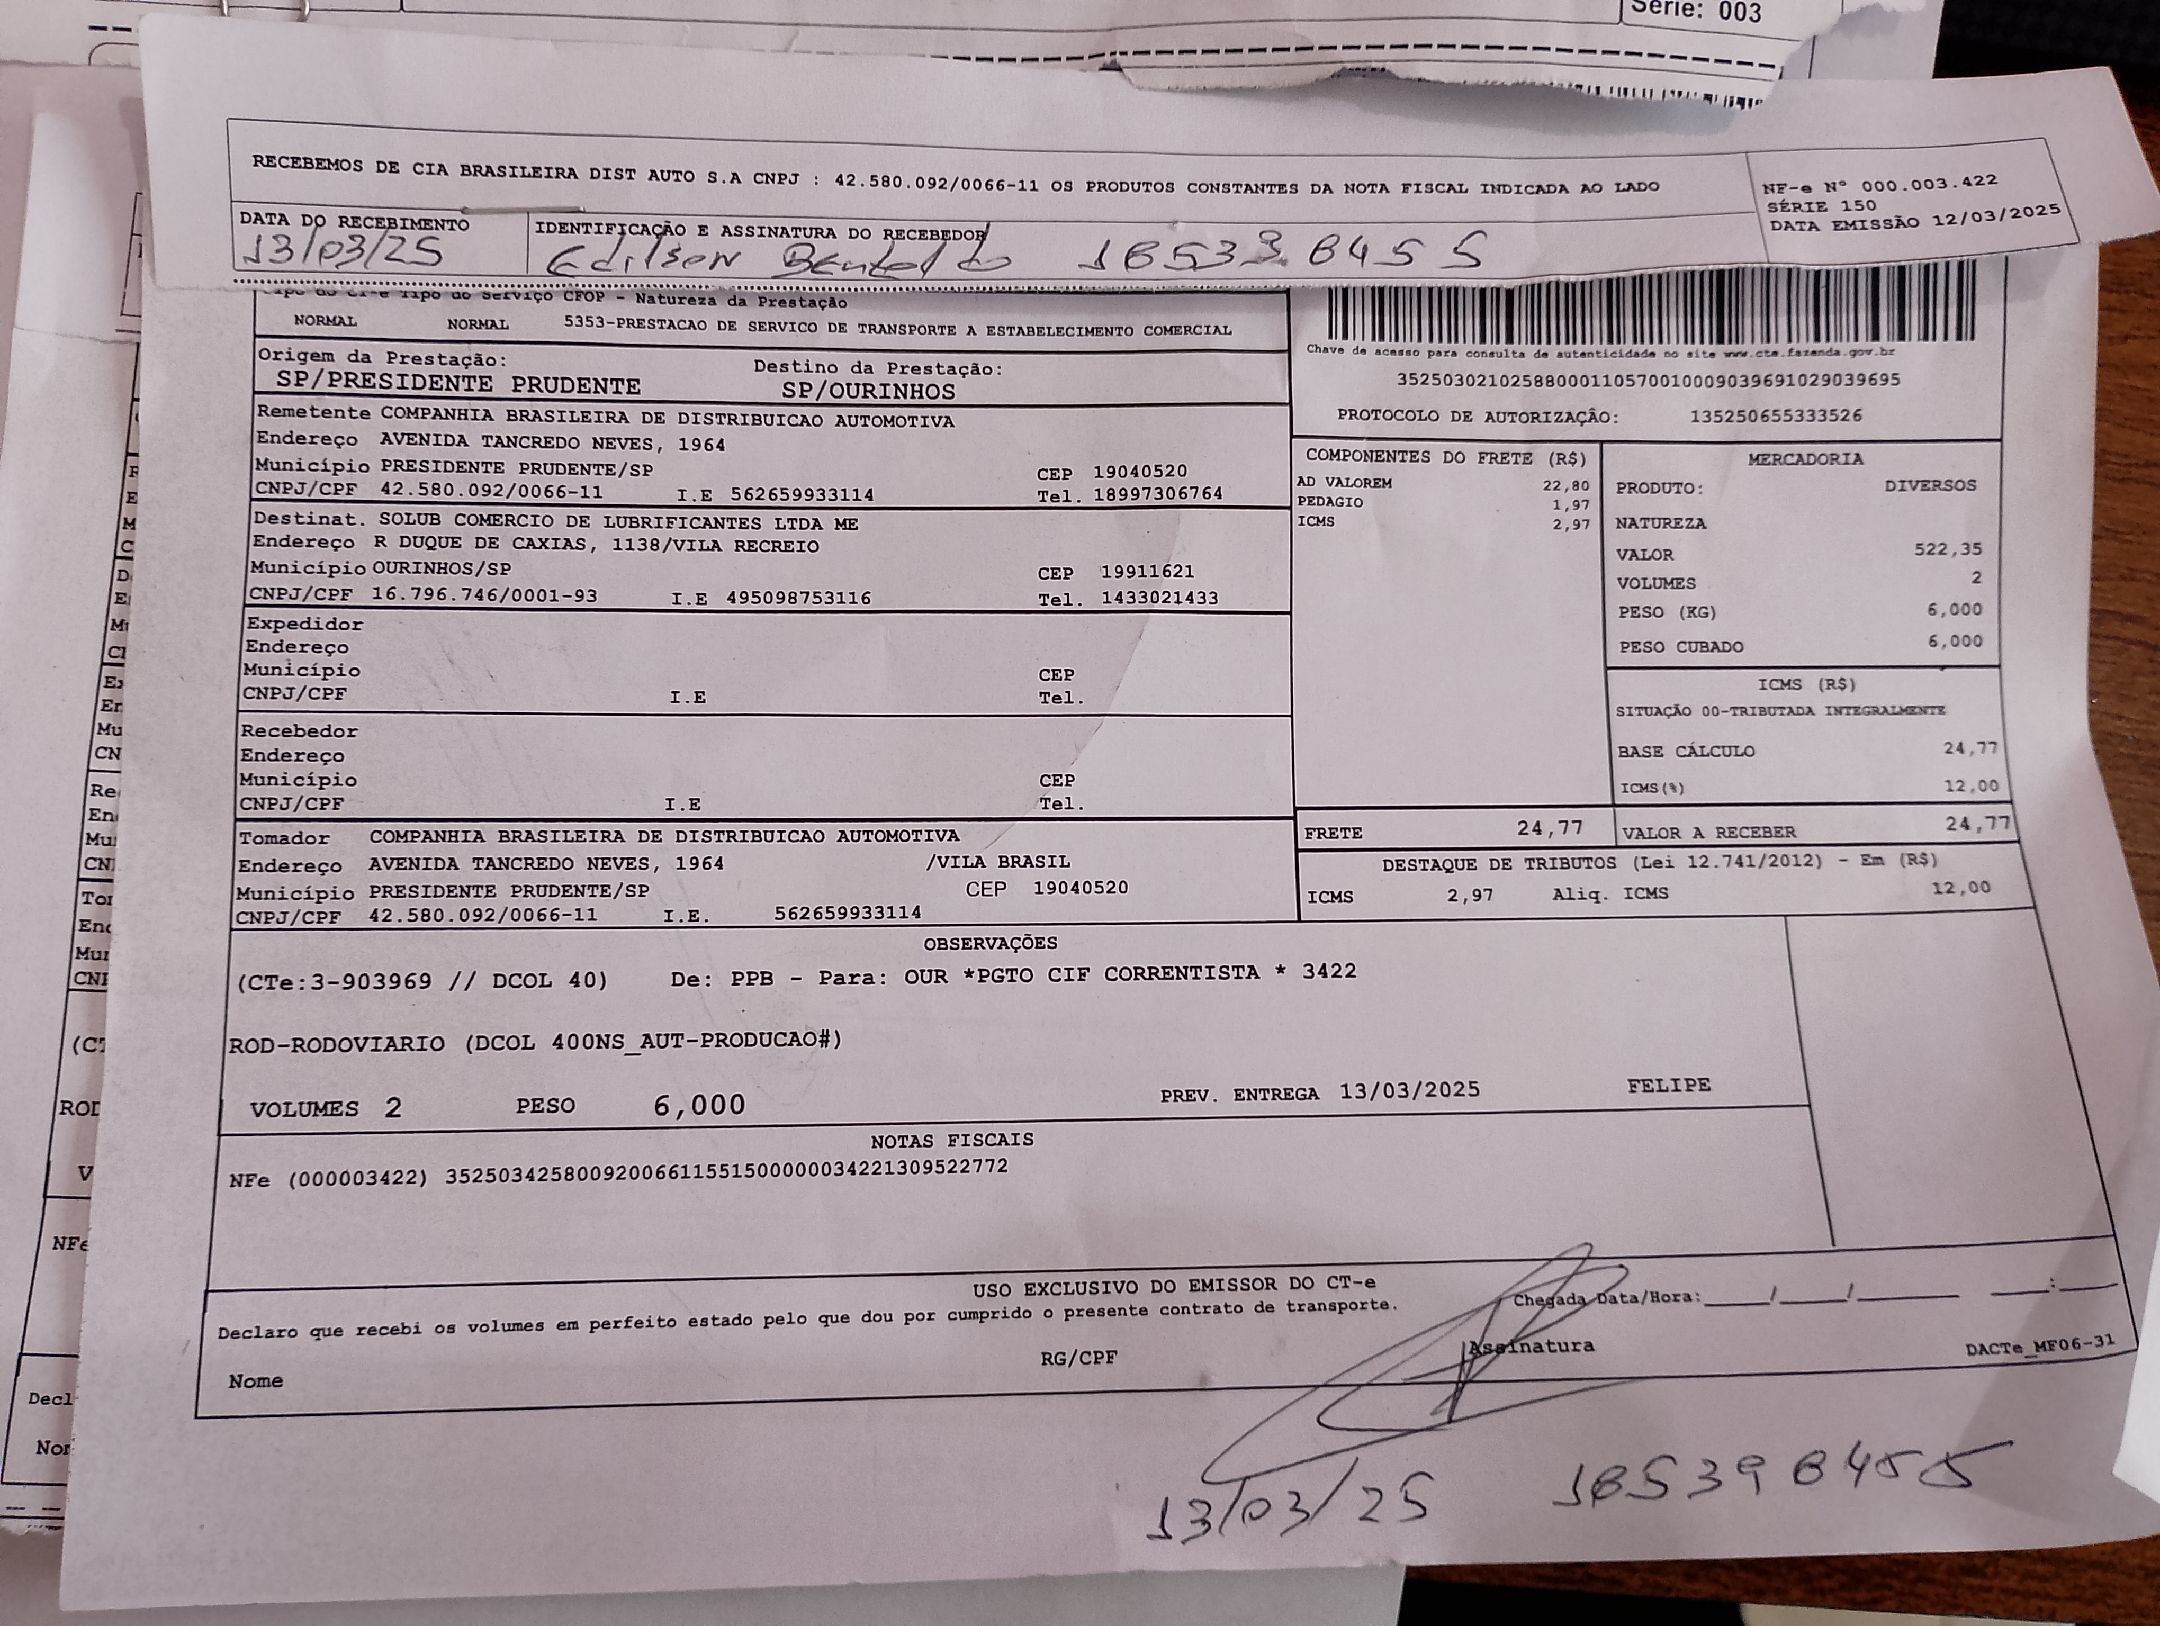 Série: 003
RECEBEMOS DE CIA BRASILEIRA DIST AUTO S.A CNPJ : 42.580.092/0066-11 OS PRODUTOS CONSTANTES DA NOTA FISCAL INDICADA AO LADO
NF-e Nº 000.003.422
SÉRIE 150
DATA EMISSÃO 12/03/2025
DATA DO RECEBIMENTO
13/03/25
IDENTIFICAÇÃO E ASSINATURA DO RECEBEDOR
Edilson
Tipo do CT-e Tipo do Serviço CFOP - Natureza da Prestação
NORMAL NORMAL 5353-PRESTACAO DE SERVICO DE TRANSPORTE A ESTABELECIMENTO COMERCIAL
Origem da Prestação: Destino da Prestação:
SP/PRESIDENTE PRUDENTE SP/OURINHOS
Remetente COMPANHIA BRASILEIRA DE DISTRIBUICAO AUTOMOTIVA
Endereço AVENIDA TANCREDO NEVES, 1964
Município PRESIDENTE PRUDENTE/SP CEP 19040520
CNPJ/CPF 42.580.092/0066-11 I.E 562659933114 Tel. 18997306764
Destinat. SOLUB COMERCIO DE LUBRIFICANTES LTDA ME
Endereço R DUQUE DE CAXIAS, 1138/VILA RECREIO
Município OURINHOS/SP CEP 19911621
CNPJ/CPF 16.796.746/0001-93 I.E 495098753116 Tel. 1433021433
Expedidor
Endereço
Município CEP
CNPJ/CPF I.E Tel.
Recebedor
Endereço
Município CEP
CNPJ/CPF I.E Tel.
Tomador COMPANHIA BRASILEIRA DE DISTRIBUICAO AUTOMOTIVA
Endereço AVENIDA TANCREDO NEVES, 1964 /VILA BRASIL
Município PRESIDENTE PRUDENTE/SP CEP 19040520
CNPJ/CPF 42.580.092/0066-11 I.E. 562659933114
Chave de acesso para consulta de autenticidade no site www.cte.fazenda.gov.br
35250302102588000110570010009039691029039695
PROTOCOLO DE AUTORIZAÇÃO: 135250655333526
COMPONENTES DO FRETE (R$)
AD VALOREM 22,80
PEDAGIO 1,97
ICMS 2,97
MERCADORIA
PRODUTO: DIVERSOS
NATUREZA
VALOR 522,35
VOLUMES 2
PESO (KG) 6,000
PESO CUBADO 6,000
ICMS (R$)
SITUAÇÃO 00-TRIBUTADA INTEGRALMENTE
BASE CÁLCULO 24,77
ICMS(%) 12,00
FRETE 24,77 VALOR A RECEBER 24,77
DESTAQUE DE TRIBUTOS (Lei 12.741/2012) - Em (R$)
ICMS 2,97 Aliq. ICMS 12,00
OBSERVAÇÕES
(CTe:3-903969 // DCOL 40) De: PPB - Para: OUR *PGTO CIF CORRENTISTA * 3422
ROD-RODOVIARIO (DCOL 400NS_AUT-PRODUCAO#)
VOLUMES 2 PESO 6,000 PREV. ENTREGA 13/03/2025 FELIPE
NOTAS FISCAIS
NFe (000003422) 35250342580092006611551500000034221309522772
USO EXCLUSIVO DO EMISSOR DO CT-e
Declaro que recebi os volumes em perfeito estado pelo que dou por cumprido o presente contrato de transporte.
Chegada Data/Hora:____/____/______ ___:___
Nome RG/CPF Assinatura DACTe_MF06-31
13/03/25